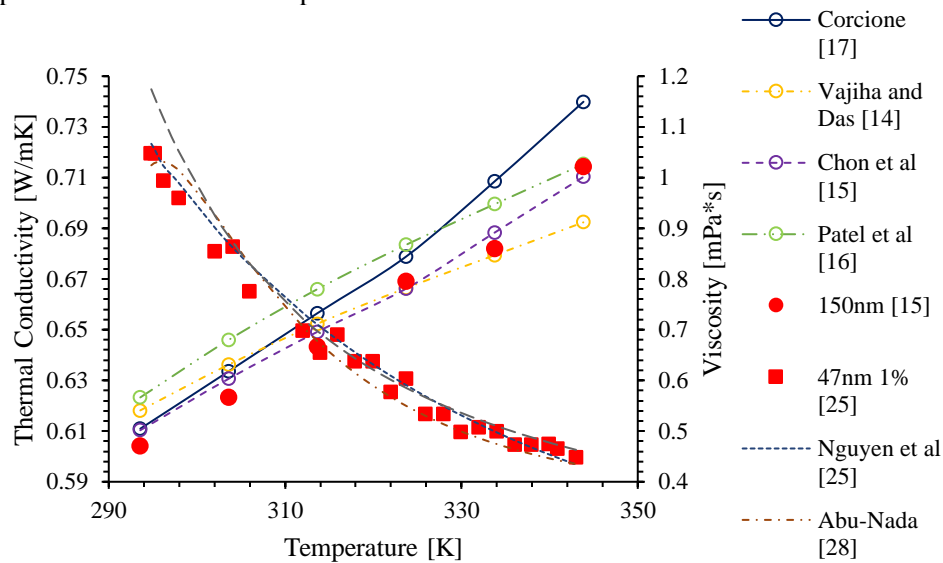 Corcione
[17]
Vajiha and
Das [14]
Chon et al
[15]
Patel et al
[16]
150nm [15]
47nm 1%
[25]
Nguyen et al
[25]
Abu-Nada
[28]
Thermal Conductivity [W/mK]
0.75
0.73
0.71
0.69
0.67
0.65
0.63
0.61
0.59
1.2
1.1
1
0.9
0.8
0.7
0.6
0.5
0.4
Viscosity [mPa*s]
290
310
330
350
Temperature [K]